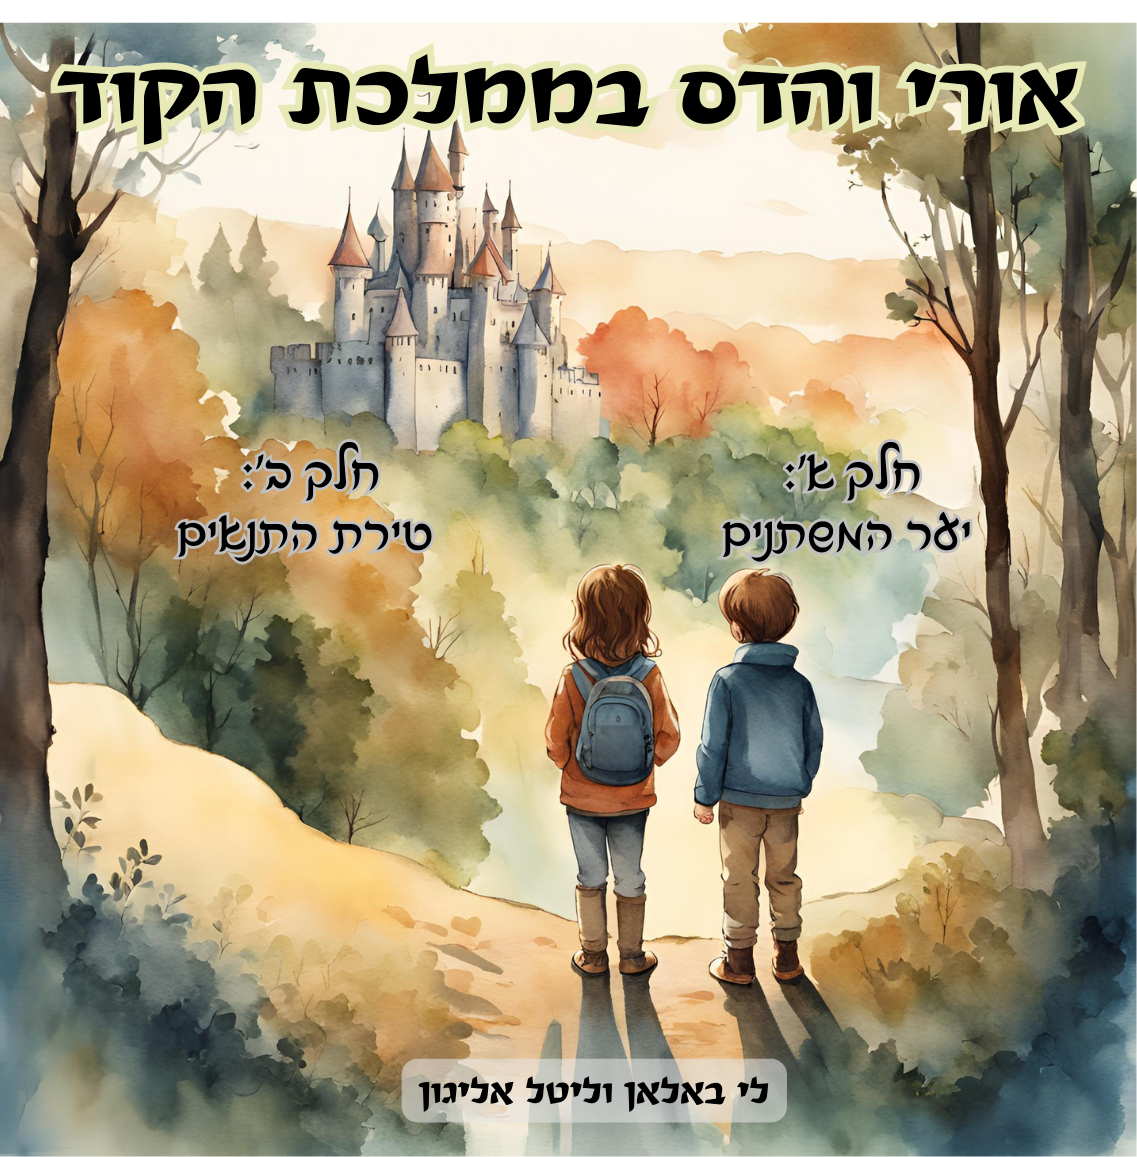 אורי והדס בממלכת הקוד
חלק א':
יער המשתנים
חלק ב':
טירת התנאים
לי באלאן וליטל אליגון